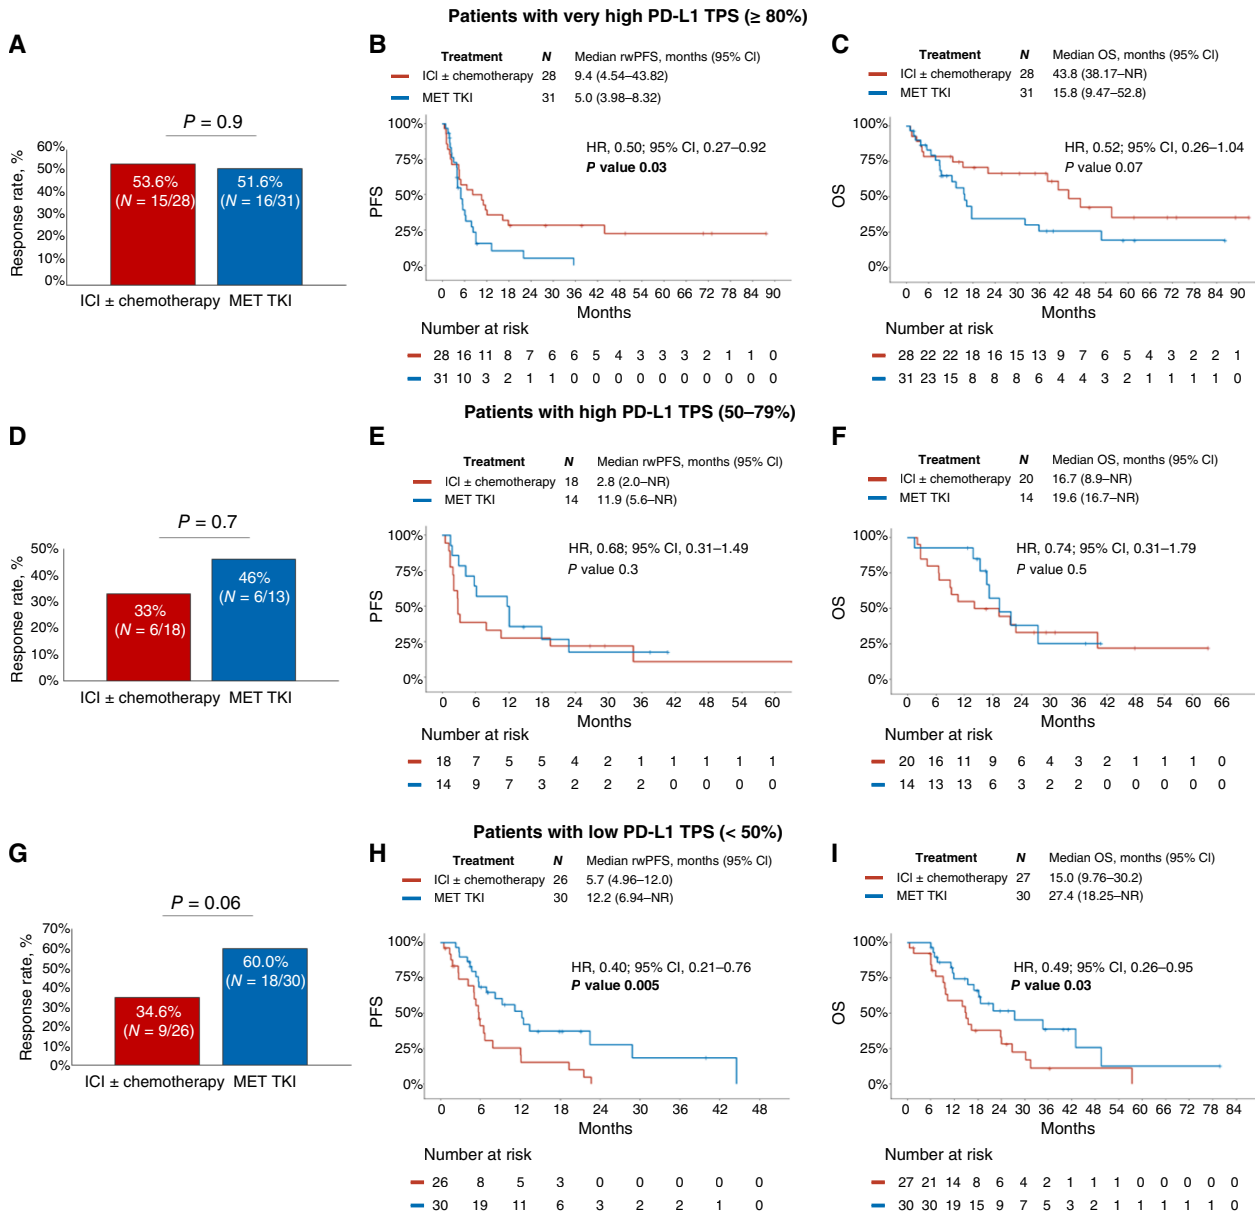 Patients with very high PD-L1 TPS (≥ 80%)
A
P = 0.9
Response rate, %
60%
50%
40%
30%
20%
10%
0%
53.6%
(N = 15/28)
51.6%
(N = 16/31)
ICI ± chemotherapy MET TKI
B
Treatment N Median rwPFS, months (95% CI)
ICI ± chemotherapy 28 9.4 (4.54–43.82)
MET TKI 31 5.0 (3.98–8.32)
PFS
100%
75%
50%
25%
0%
HR, 0.50; 95% CI, 0.27–0.92
P value 0.03
0 6 12 18 24 30 36 42 48 54 60 66 72 78 84 90
Months
Number at risk
28 16 11 8 7 6 6 5 4 3 3 3 2 1 1 0
31 10 3 2 1 1 0 0 0 0 0 0 0 0 0 0
C
Treatment N Median OS, months (95% CI)
ICI ± chemotherapy 28 43.8 (38.17–NR)
MET TKI 31 15.8 (9.47–52.8)
OS
100%
75%
50%
25%
0%
HR, 0.52; 95% CI, 0.26–1.04
P value 0.07
0 6 12 18 24 30 36 42 48 54 60 66 72 78 84 90
Months
Number at risk
28 22 22 18 16 15 13 9 7 6 5 4 3 2 2 1
31 23 15 8 8 8 6 4 4 3 2 1 1 1 1 0
Patients with high PD-L1 TPS (50–79%)
D
P = 0.7
Response rate, %
50%
40%
30%
20%
10%
0%
33%
(N = 6/18)
46%
(N = 6/13)
ICI ± chemotherapy MET TKI
E
Treatment N Median rwPFS, months (95% CI)
ICI ± chemotherapy 18 2.8 (2.0–NR)
MET TKI 14 11.9 (5.6–NR)
PFS
100%
75%
50%
25%
0%
HR, 0.68; 95% CI, 0.31–1.49
P value 0.3
0 6 12 18 24 30 36 42 48 54 60
Months
Number at risk
18 7 5 5 4 2 1 1 1 1 1
14 9 7 3 2 2 2 0 0 0 0
F
Treatment N Median OS, months (95% CI)
ICI ± chemotherapy 20 16.7 (8.9–NR)
MET TKI 14 19.6 (16.7–NR)
OS
100%
75%
50%
25%
0%
HR, 0.74; 95% CI, 0.31–1.79
P value 0.5
0 6 12 18 24 30 36 42 48 54 60 66
Months
Number at risk
20 16 11 9 6 4 3 2 1 1 1 0
14 13 13 6 3 2 2 0 0 0 0 0
Patients with low PD-L1 TPS (< 50%)
G
P = 0.06
Response rate, %
70%
60%
50%
40%
30%
20%
10%
0%
34.6%
(N = 9/26)
60.0%
(N = 18/30)
ICI ± chemotherapy MET TKI
H
Treatment N Median rwPFS, months (95% CI)
ICI ± chemotherapy 26 5.7 (4.96–12.0)
MET TKI 30 12.2 (6.94–NR)
PFS
100%
75%
50%
25%
0%
HR, 0.40; 95% CI, 0.21–0.76
P value 0.005
0 6 12 18 24 30 36 42 48
Months
Number at risk
26 8 5 3 0 0 0 0 0
30 19 11 6 3 2 2 1 0
I
Treatment N Median OS, months (95% CI)
ICI ± chemotherapy 27 15.0 (9.76–30.2)
MET TKI 30 27.4 (18.25–NR)
OS
100%
75%
50%
25%
0%
HR, 0.49; 95% CI, 0.26–0.95
P value 0.03
0 6 12 18 24 30 36 42 48 54 60 66 72 78 84
Months
Number at risk
27 21 14 8 6 4 2 1 1 1 0 0 0 0 0
30 30 19 15 9 7 5 3 2 1 1 1 1 1 0